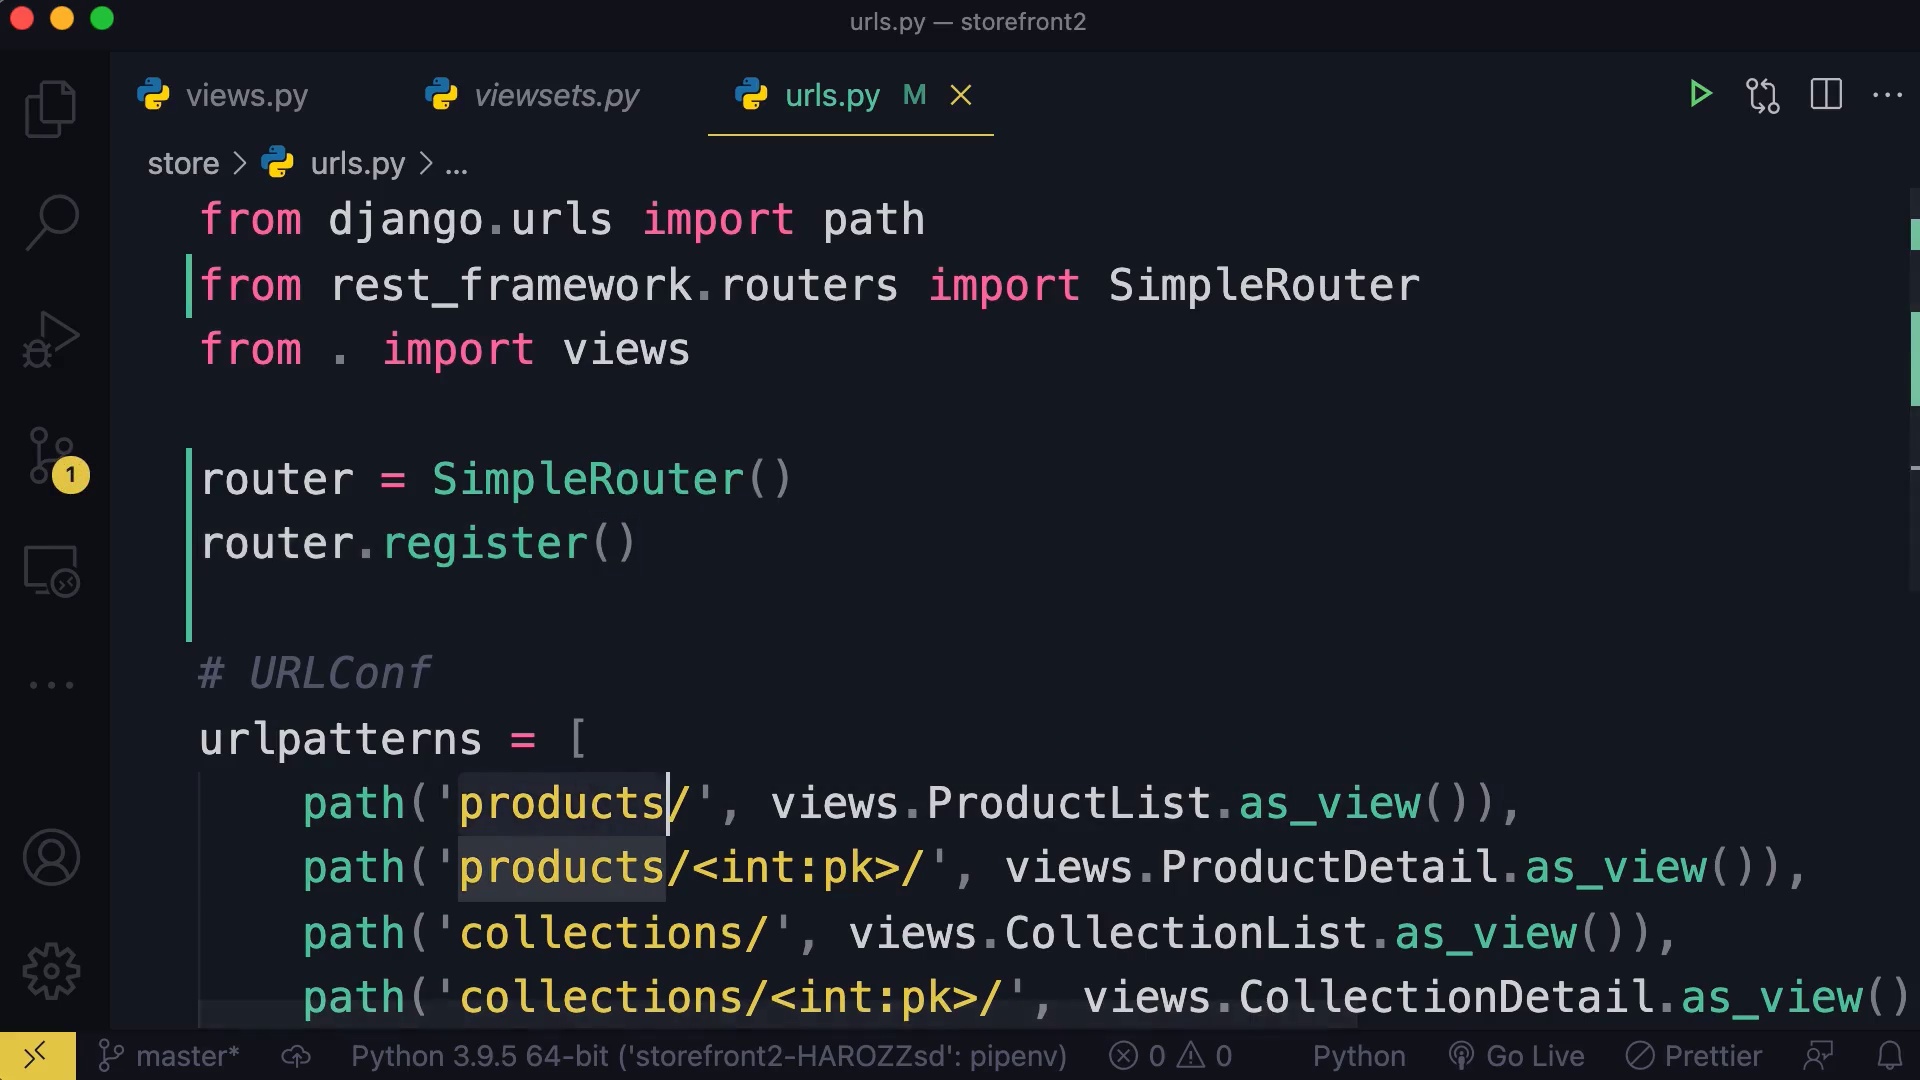 urls.py — storefront2
views.py viewsets.py urls.py M
store > urls.py > ...
from django.urls import path
from rest_framework.routers import SimpleRouter
from . import views
router = SimpleRouter()
router.register()
# URLConf
urlpatterns = [
path('products/', views.ProductList.as_view()),
path('products/<int:pk>/', views.ProductDetail.as_view()),
path('collections/', views.CollectionList.as_view()),
path('collections/<int:pk>/', views.CollectionDetail.as_view()
1
master* Python 3.9.5 64-bit ('storefront2-HAROZZsd': pipenv) 0 0 Python Go Live Prettier